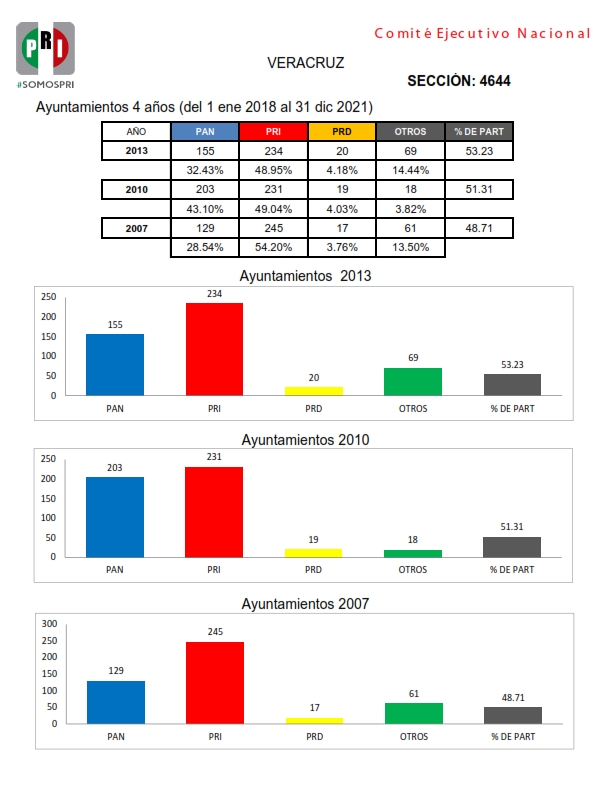 Comité Ejecutivo Nacional
PRI
#SOMOSPRI
VERACRUZ
SECCIÓN: 4644
Ayuntamientos 4 años (del 1 ene 2018 al 31 dic 2021)
AÑO PAN PRI PRD OTROS % DE PART
2013 155 234 20 69 53.23
32.43% 48.95% 4.18% 14.44%
2010 203 231 19 18 51.31
43.10% 49.04% 4.03% 3.82%
2007 129 245 17 61 48.71
28.54% 54.20% 3.76% 13.50%
Ayuntamientos 2013
250
200
150
100
50
0
155 234 20 69 53.23
PAN PRI PRD OTROS % DE PART
Ayuntamientos 2010
250
200
150
100
50
0
203 231 19 18 51.31
PAN PRI PRD OTROS % DE PART
Ayuntamientos 2007
300
250
200
150
100
50
0
129 245 17 61 48.71
PAN PRI PRD OTROS % DE PART